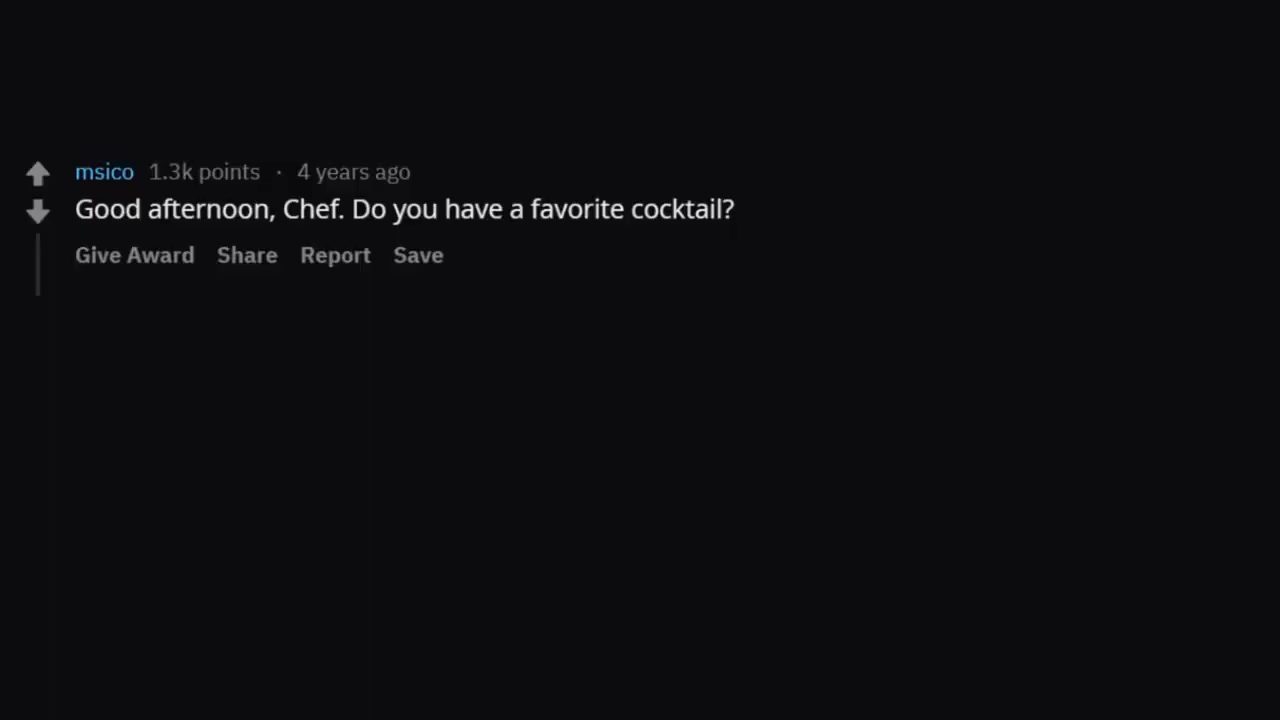 msico 1.3k points · 4 years ago
Good afternoon, Chef. Do you have a favorite cocktail?
Give Award Share Report Save